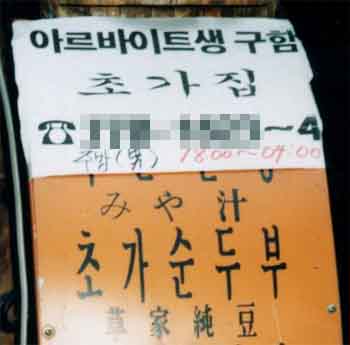 아르바이트생 구함
초가집
☎ ~4
주방(男) 18:00~04:00
みや汁
초가순두부
草家純豆